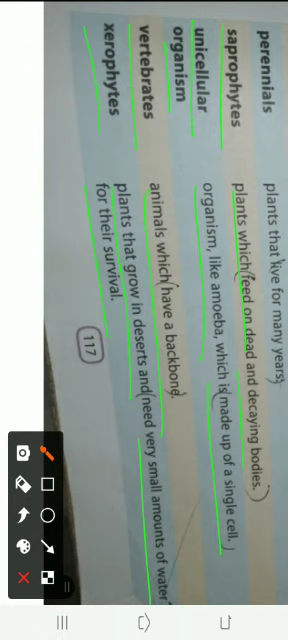 perennials plants that live for many years
saprophytes plants which feed on dead and decaying bodies.
unicellular organism, like amoeba, which is made up of a single cell.
organism
vertebrates animals which have a backbone.
xerophytes plants that grow in deserts and need very small amounts of water
for their survival.
117